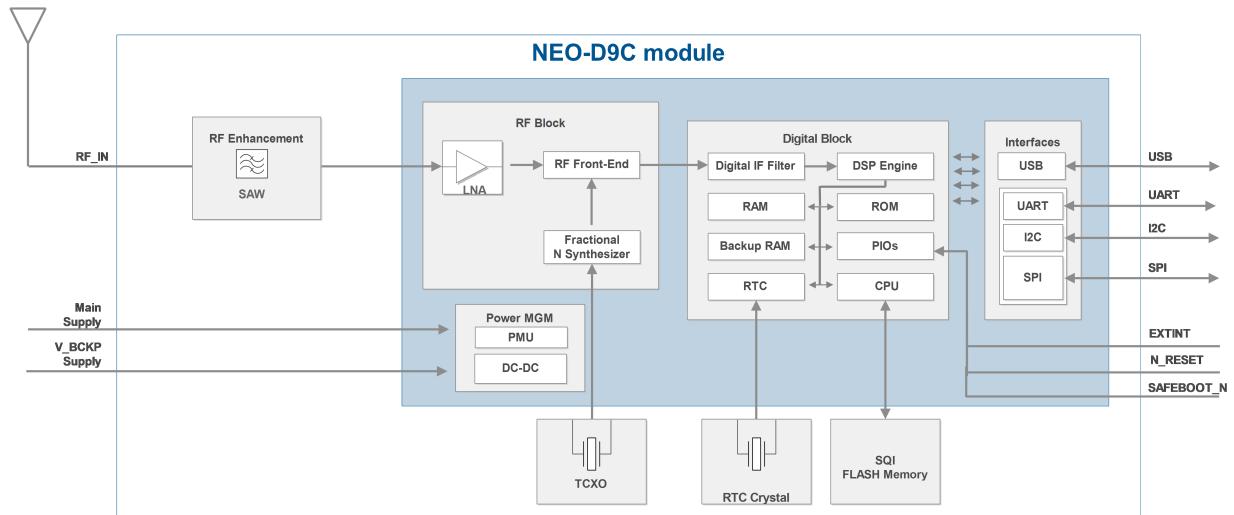 NEO-D9C module
RF_IN
RF Enhancement
SAW
RF Block
LNA
RF Front-End
Fractional
N Synthesizer
Digital Block
Digital IF Filter
DSP Engine
RAM
ROM
Backup RAM
PIOs
RTC
CPU
Interfaces
USB
UART
I2C
SPI
USB
UART
I2C
SPI
Main
Supply
V_BCKP
Supply
Power MGM
PMU
DC-DC
EXTINT
N_RESET
SAFEBOOT_N
TCXO
RTC Crystal
SQI
FLASH Memory